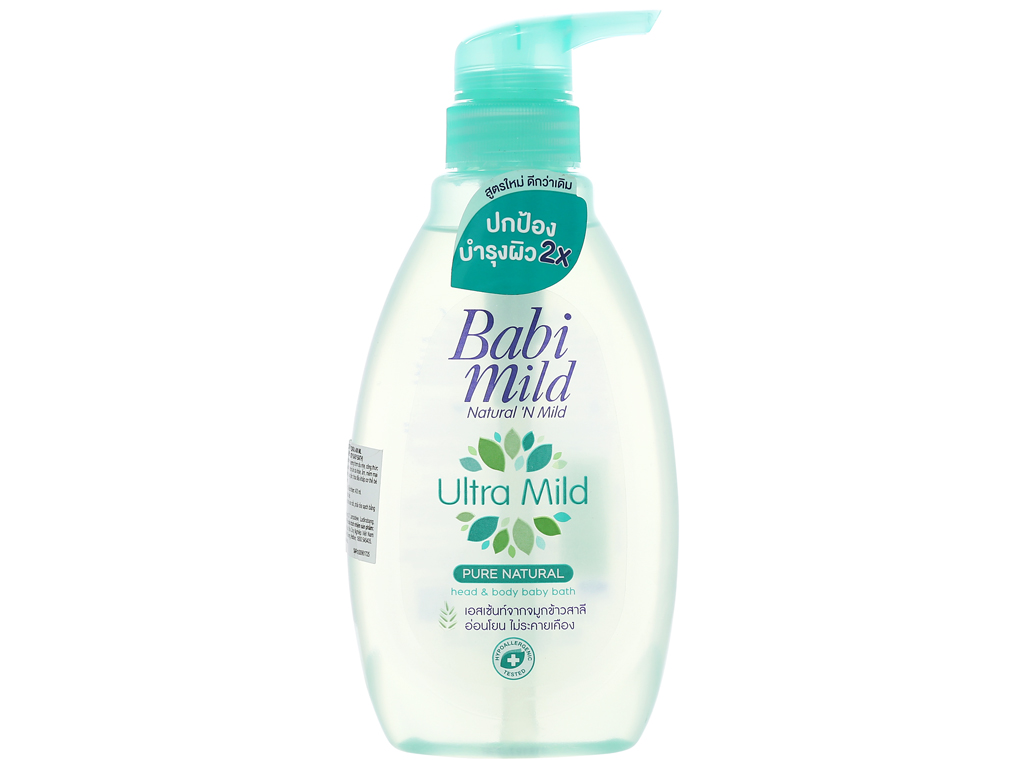 สูตรใหม่ ดีกว่าเดิม
ปกป้อง
บำรุงผิว 2x
Babi
mild
Natural 'N Mild
Ultra Mild
PURE NATURAL
head & body baby bath
เอสเซ้นท์จากจมูกข้าวสาลี
อ่อนโยน ไม่ระคายเคือง
HYPOALLERGENIC
TESTED